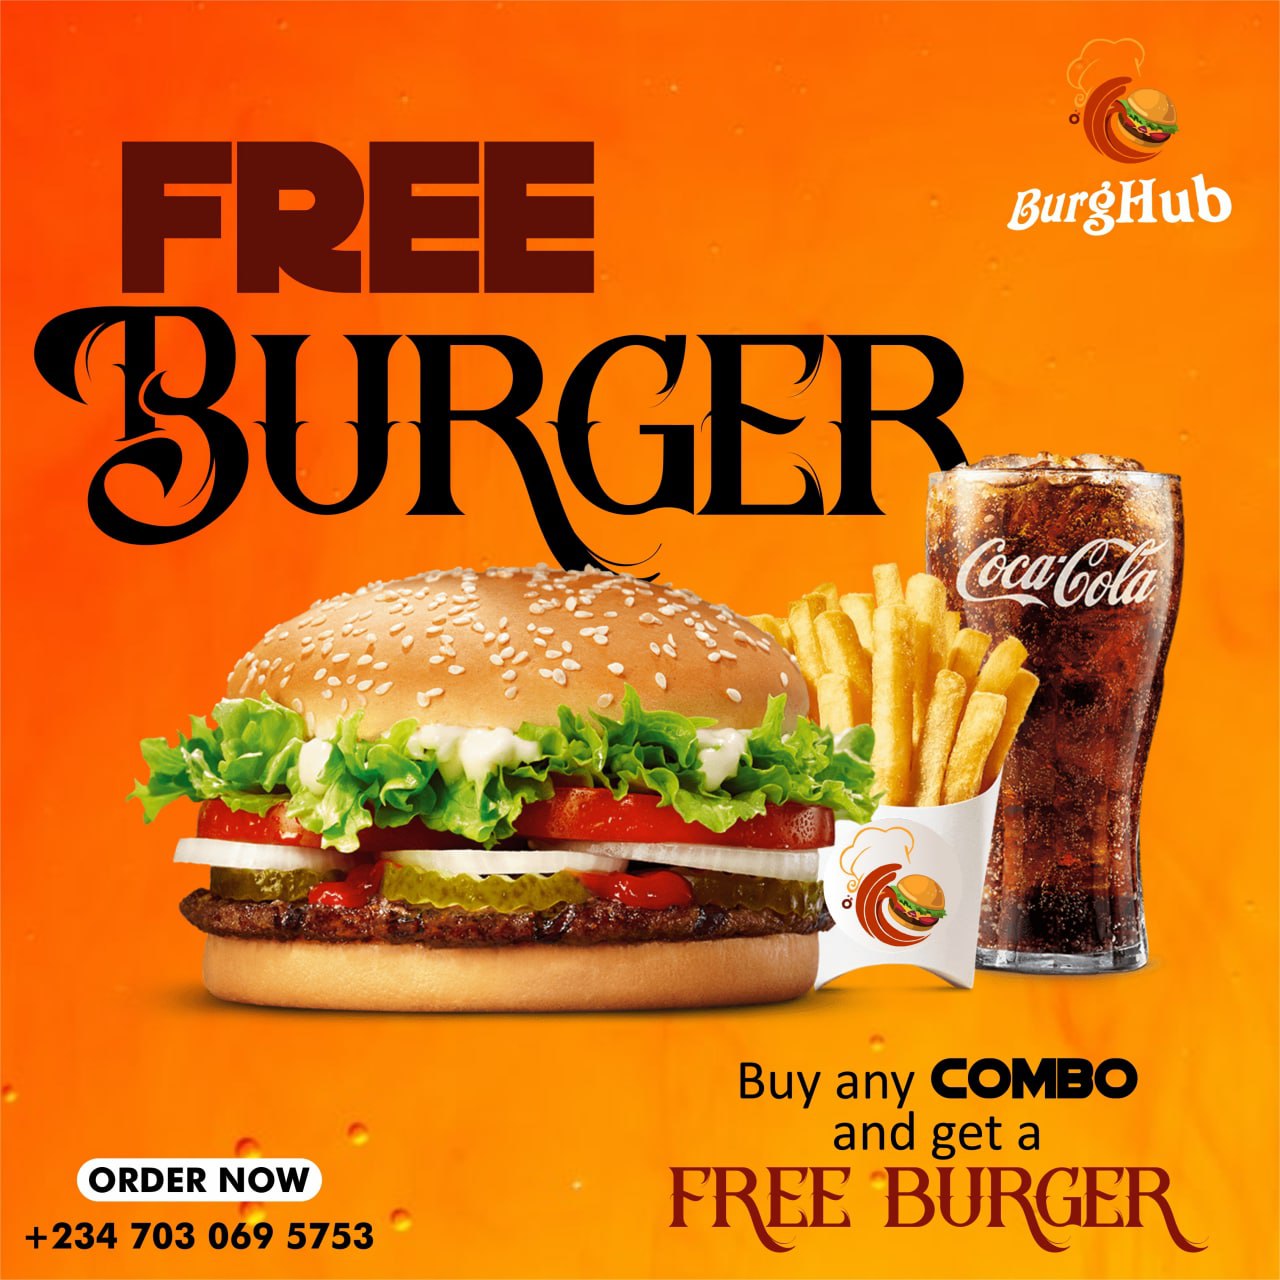 BurgHub
FREE
BURGER
Coca-Cola
Buy any COMBO
and get a
FREE BURGER
ORDER NOW
+234 703 069 5753